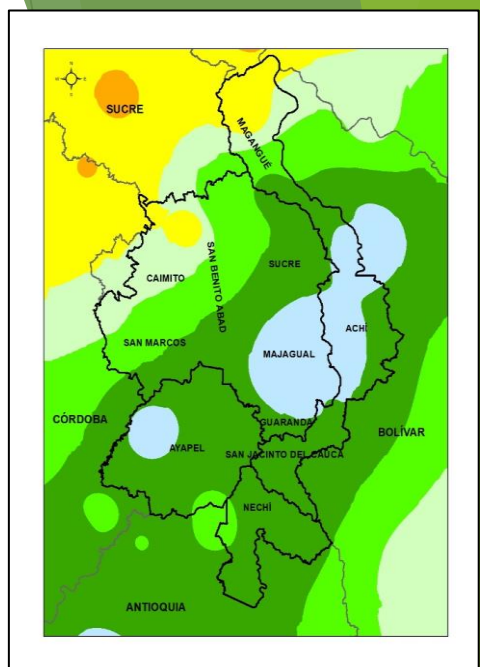 N
W
E
S
SUCRE
MAGANGUÉ
SAN BENITO ABAD
SUCRE
CAIMITO
ACHÍ
SAN MARCOS
MAJAGUAL
CÓRDOBA
GUARANDA
BOLÍVAR
AYAPEL
SAN JACINTO DEL CAUCA
NECHÍ
ANTIOQUIA